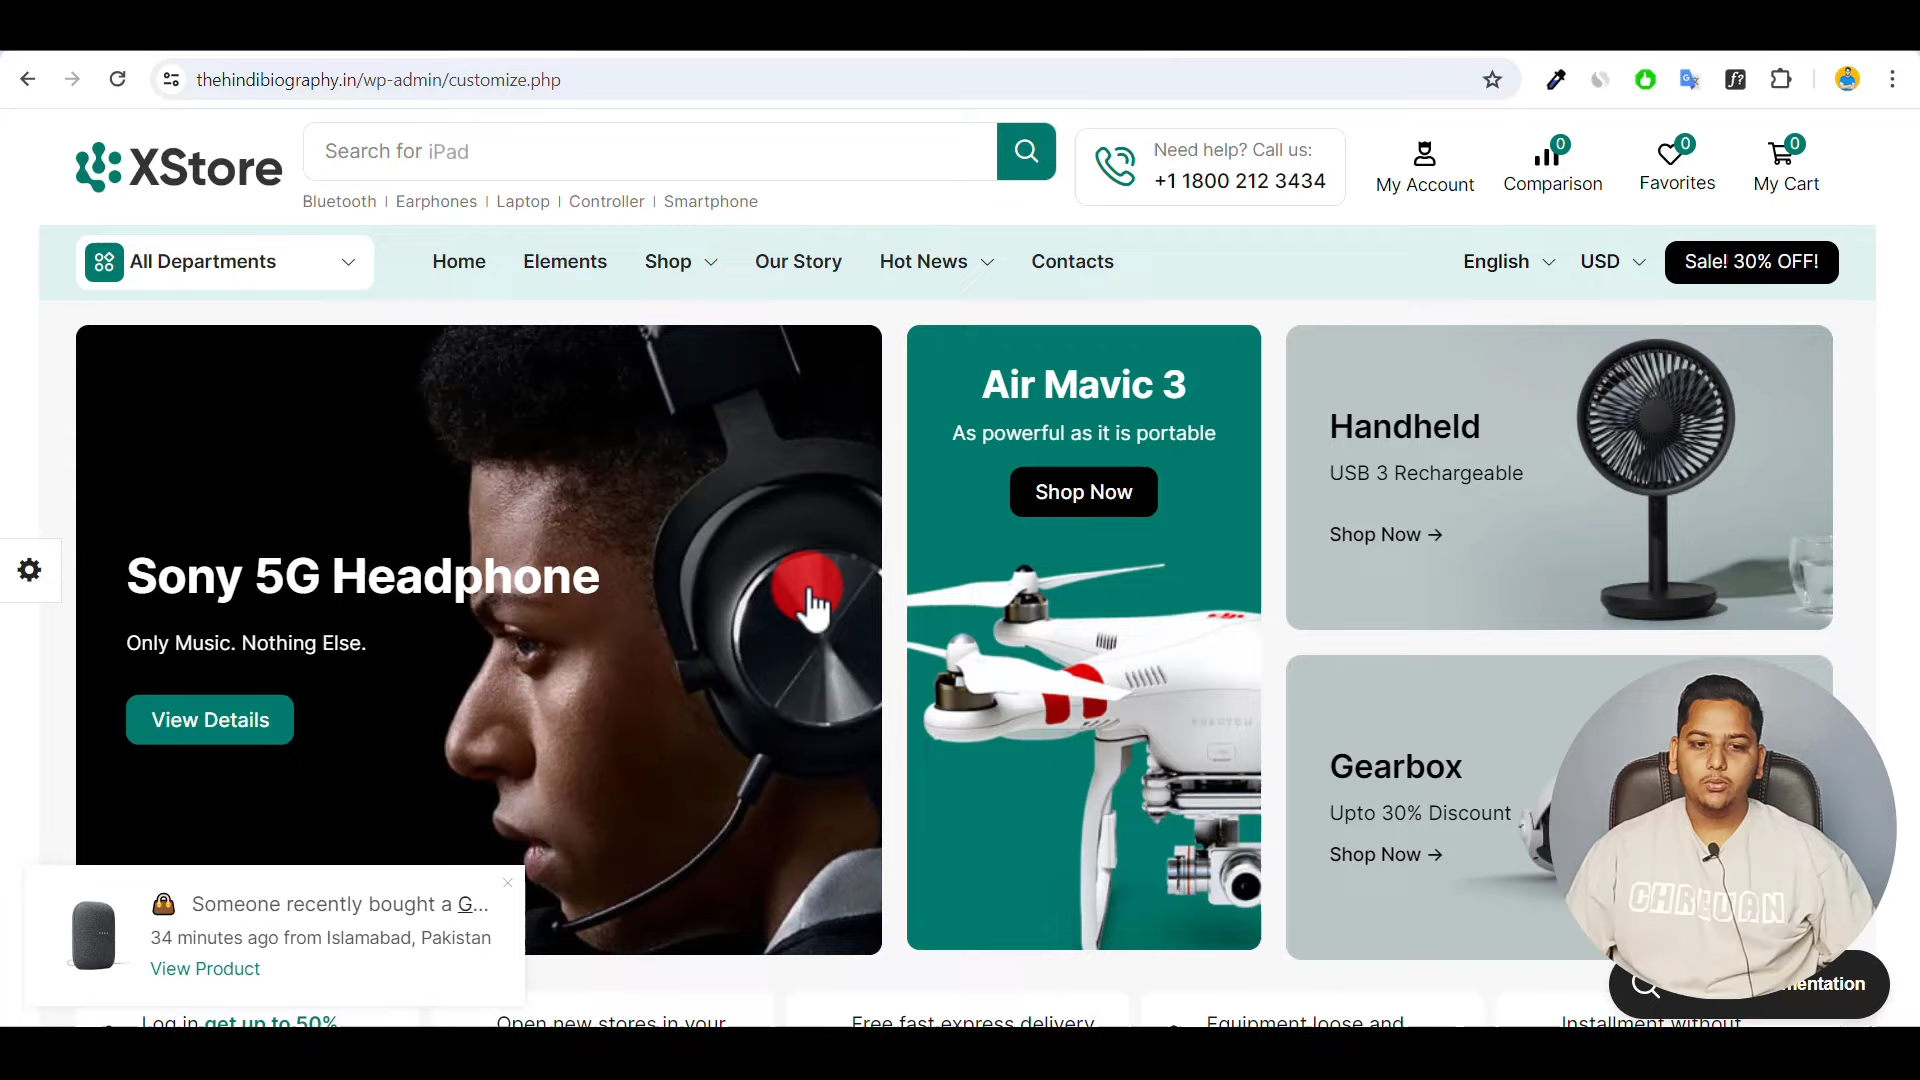 thehindibiography.in/wp-admin/customize.php
XStore
Search for iPad
Bluetooth | Earphones | Laptop | Controller | Smartphone
Need help? Call us:
+1 1800 212 3434
My Account
0
Comparison
0
Favorites
0
My Cart
All Departments
Home
Elements
Shop
Our Story
Hot News
Contacts
English
USD
Sale! 30% OFF!
Sony 5G Headphone
Only Music. Nothing Else.
View Details
Air Mavic 3
As powerful as it is portable
Shop Now
Handheld
USB 3 Rechargeable
Shop Now →
Gearbox
Upto 30% Discount
Shop Now →
Someone recently bought a G...
34 minutes ago from Islamabad, Pakistan
View Product
Log in get up to 50%
Open new stores in your
Free fast express delivery
Equipment loose and
Installment without